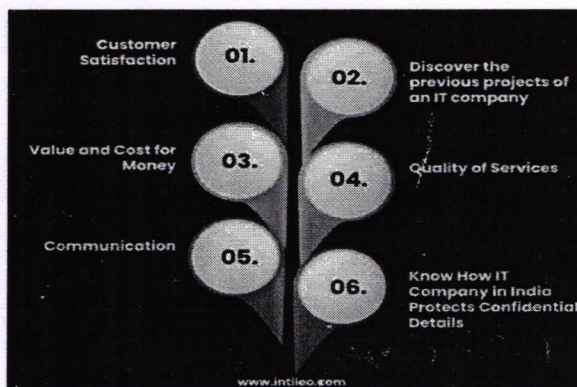 Customer
Satisfaction
01.
02.
Discover the
previous projects of
an IT company
Value and Cost for
Money
03.
04.
Quality of Services
Communication
05.
06.
Know How IT
Company in India
Protects Confidential
Details
www.intileo.com